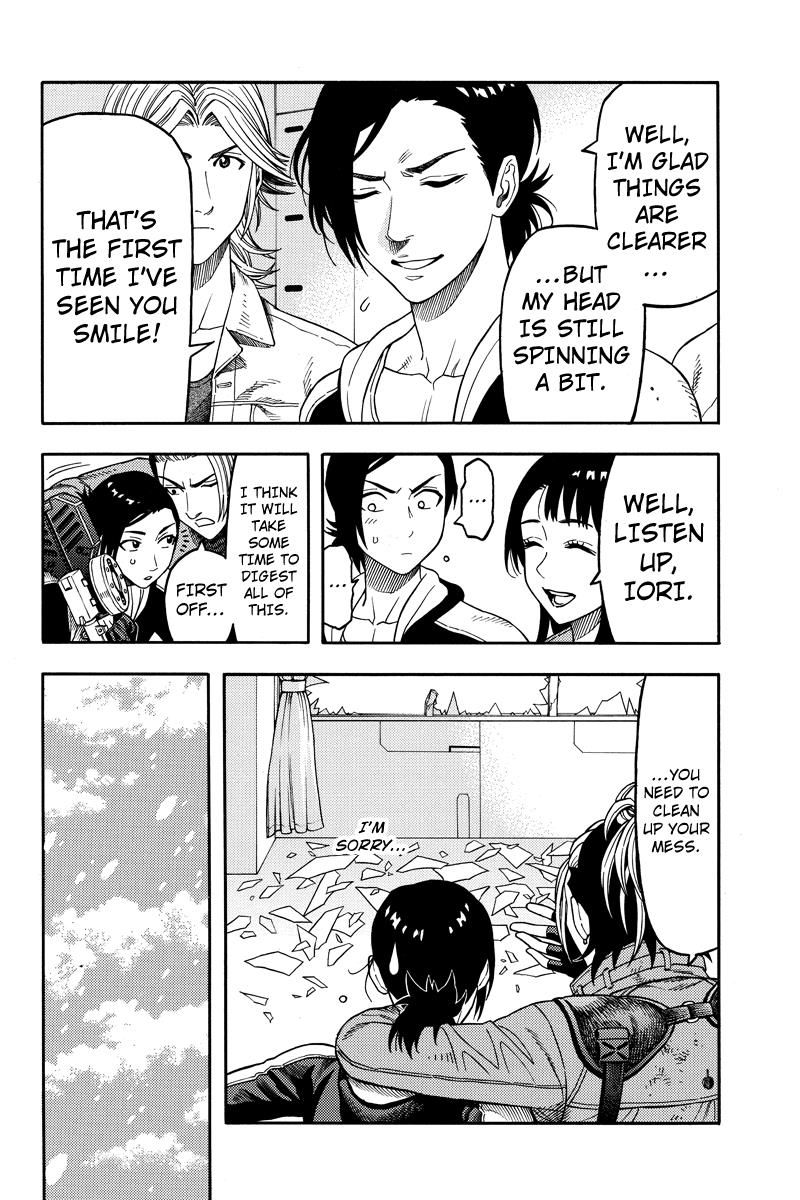 WELL,
I'M GLAD
THINGS
ARE
CLEARER
...
...BUT
MY HEAD
IS STILL
SPINNING
A BIT.
THAT'S
THE FIRST
TIME I'VE
SEEN YOU
SMILE!
WELL,
LISTEN
UP,
IORI.
...
...
I THINK
IT WILL
TAKE
SOME
TIME TO
DIGEST
ALL OF
THIS.
FIRST
OFF...
...YOU
NEED TO
CLEAN
UP YOUR
MESS.
I'M
SORRY...